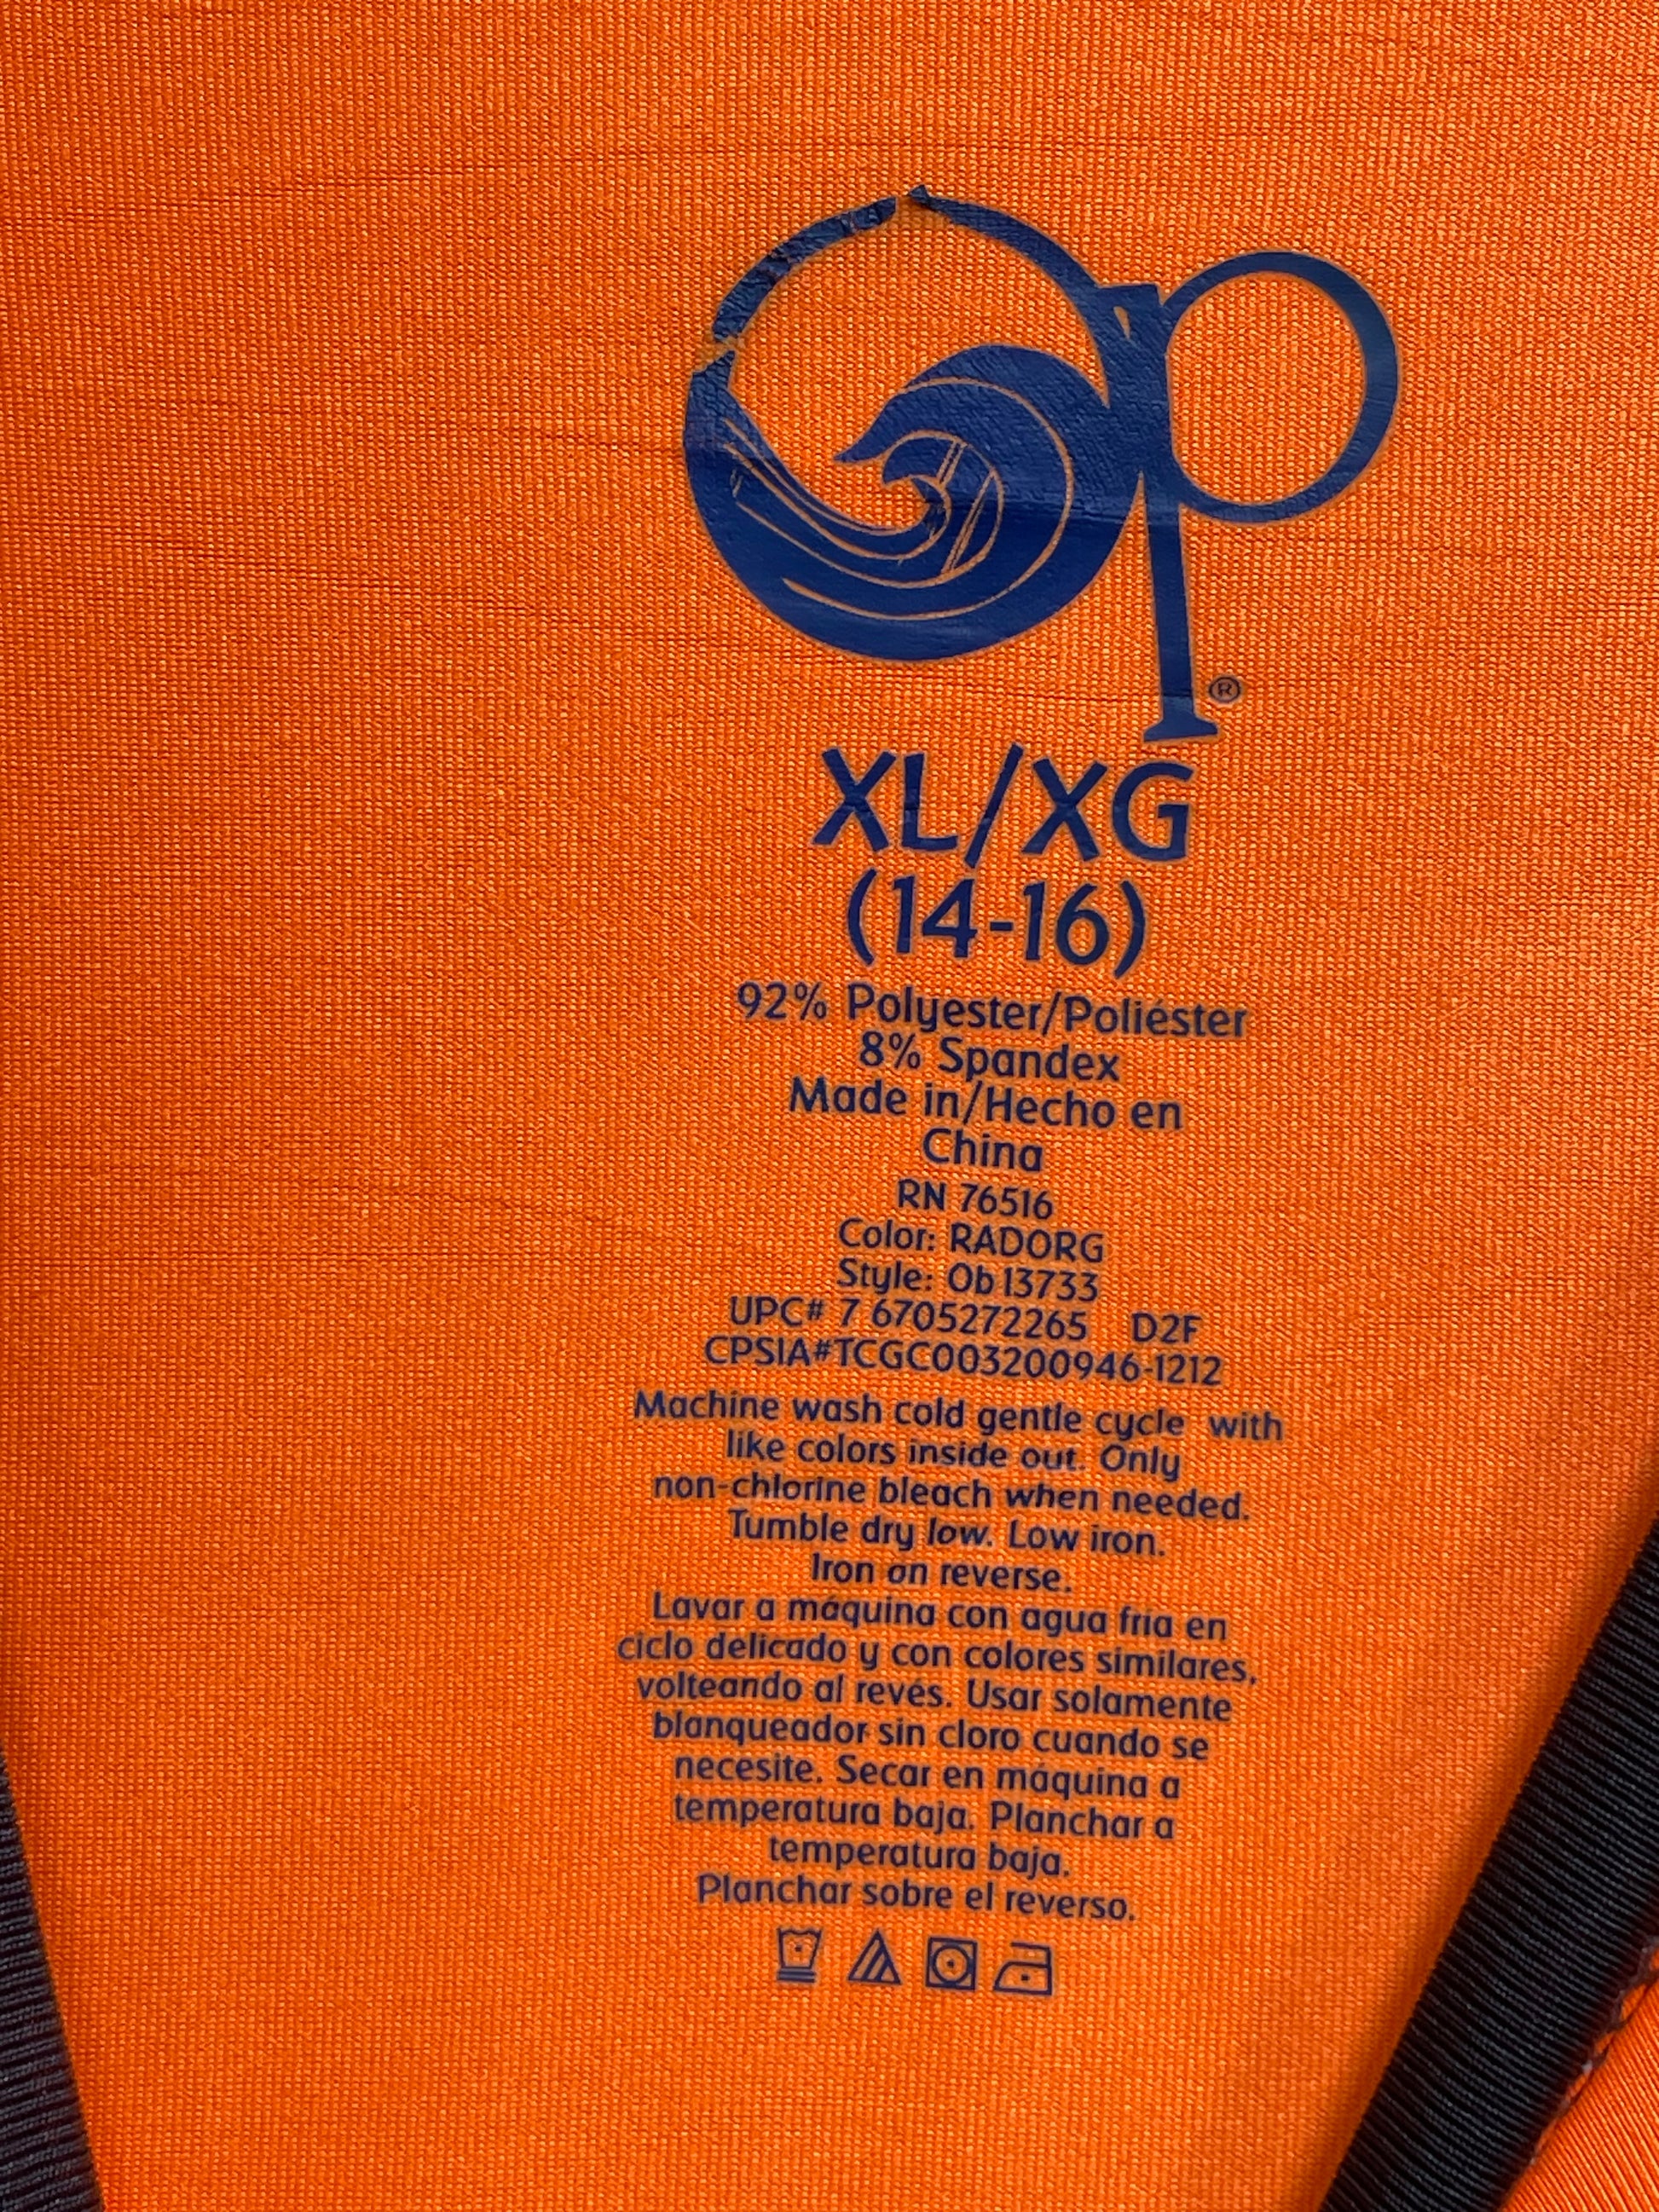 op®
XL/XG
(14-16)
92% Polyester/Poliéster
8% Spandex
Made in/Hecho en
China
RN 76516
Color: RADORG
Style: Ob13733
UPC# 7 6705272265 D2F
CPSIA#TCGC003200946-1212
Machine wash cold gentle cycle with
like colors inside out. Only
non-chlorine bleach when needed.
Tumble dry low. Low iron.
Iron on reverse.
Lavar a máquina con agua fria en
ciclo delicado y con colores similares,
volteando al revés. Usar solamente
blanqueador sin cloro cuando se
necesite. Secar en máquina a
temperatura baja. Planchar a
temperatura baja.
Planchar sobre el reverso.